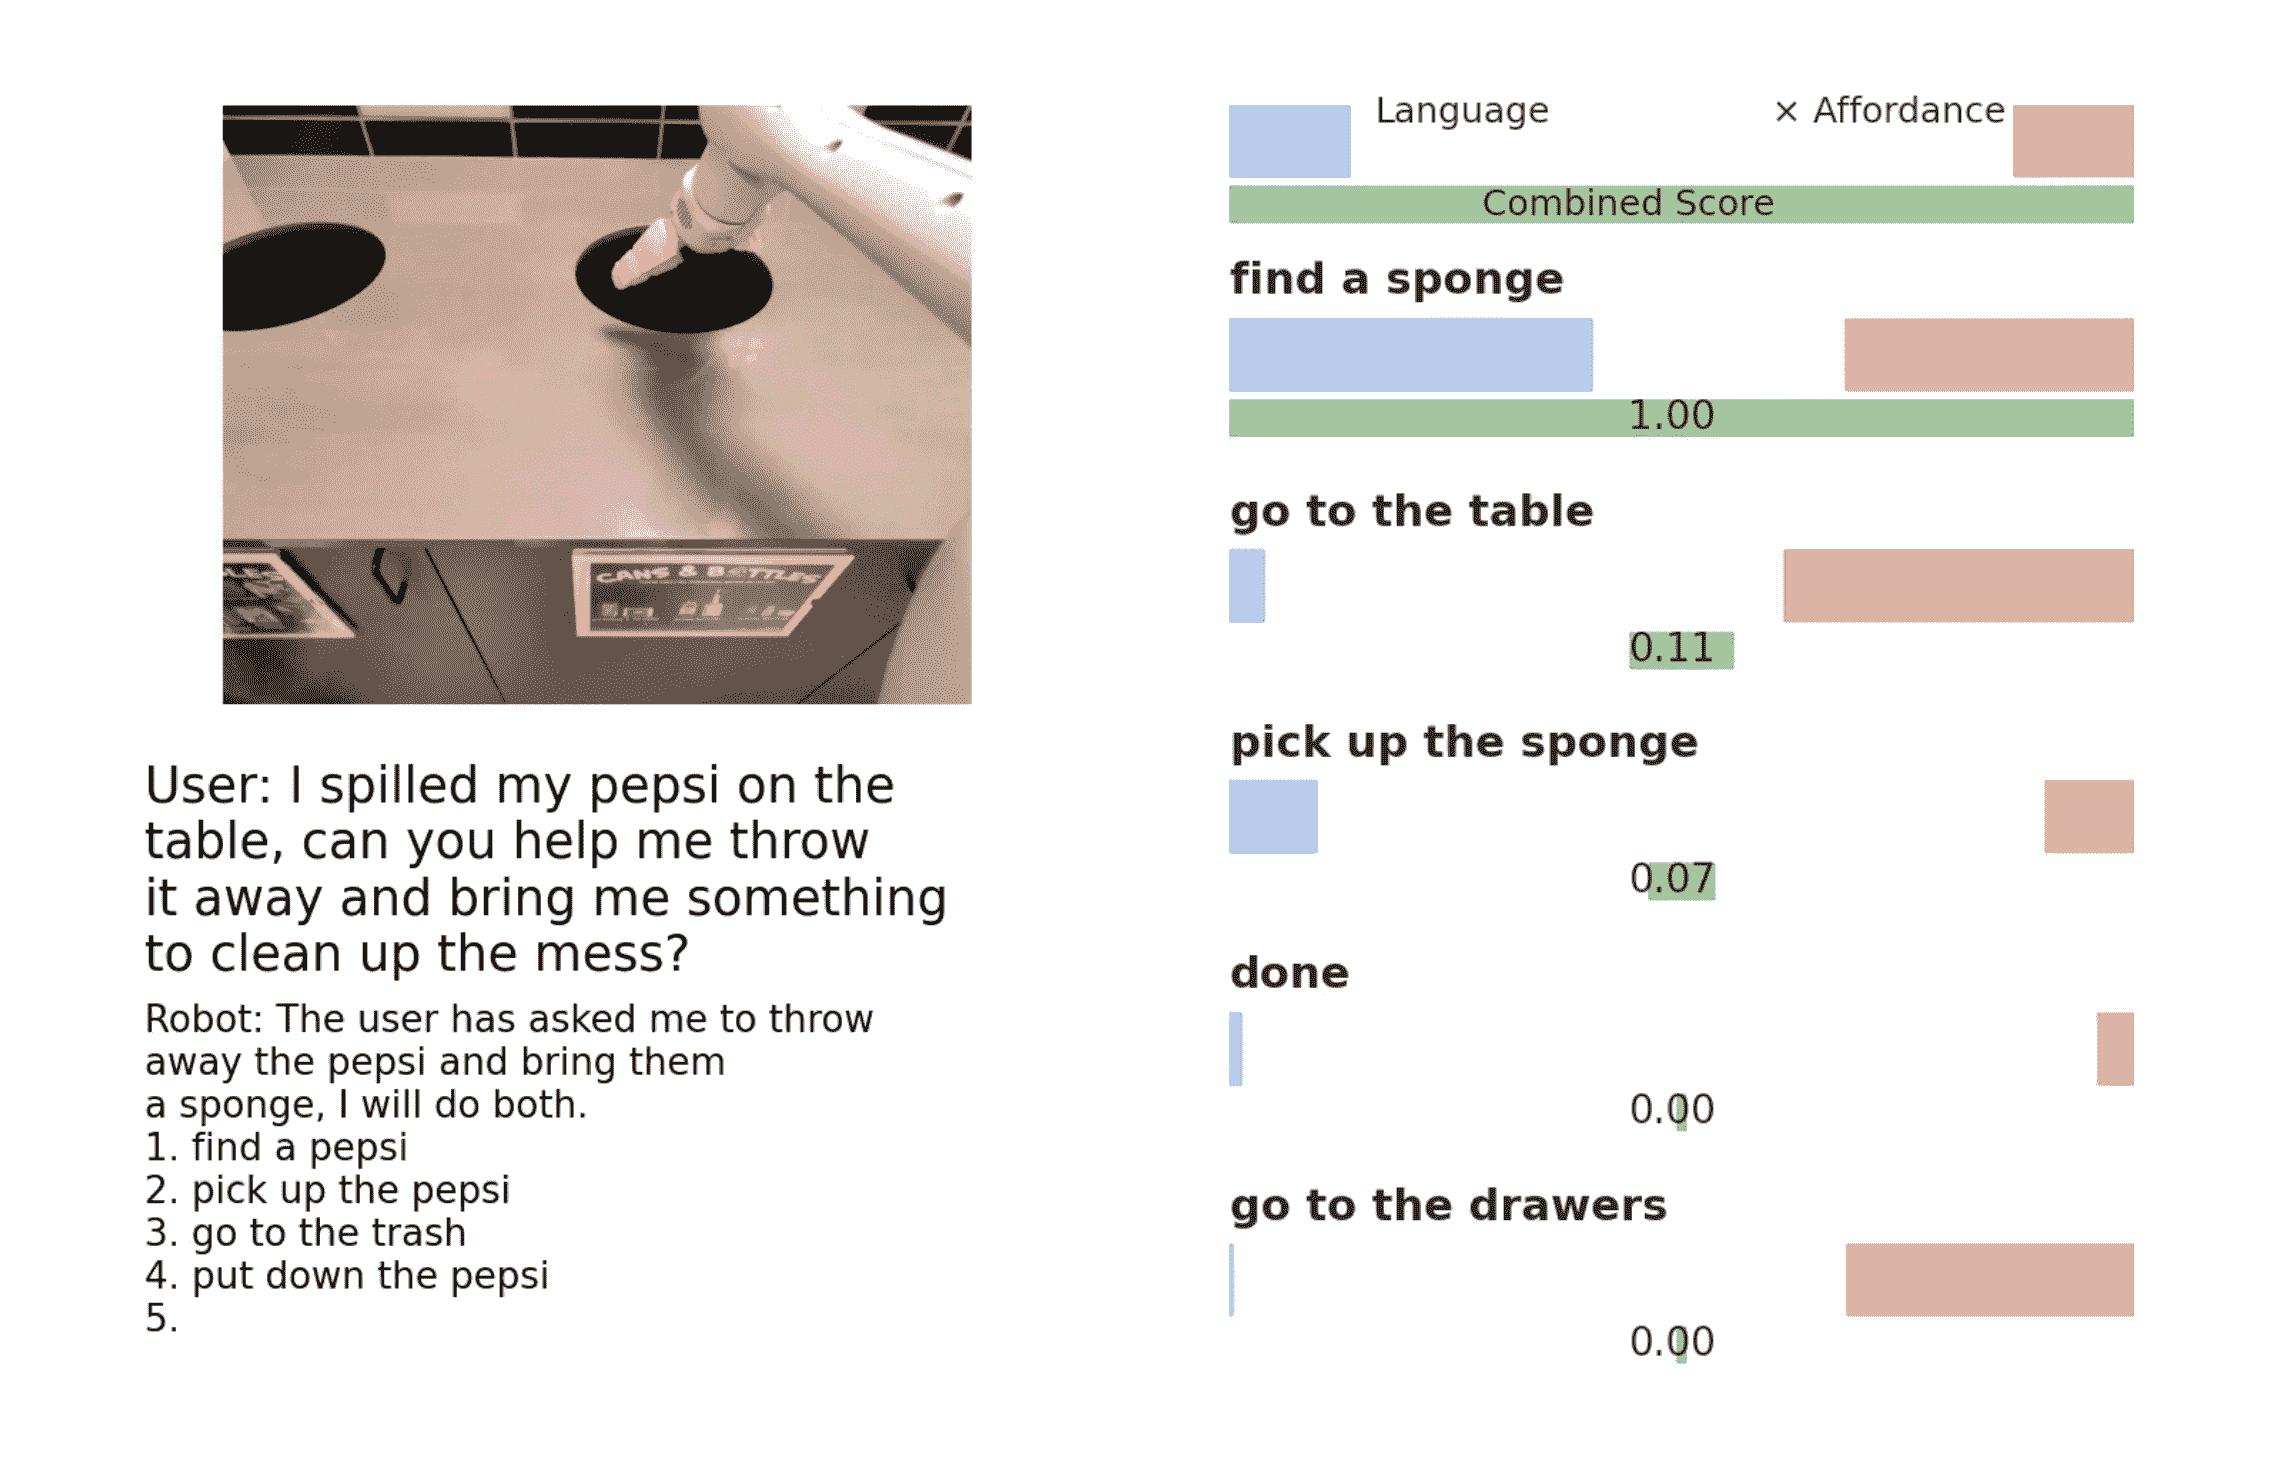 CANS & BOTTLES
User: I spilled my pepsi on the
table, can you help me throw
it away and bring me something
to clean up the mess?
Robot: The user has asked me to throw
away the pepsi and bring them
a sponge, I will do both.
1. find a pepsi
2. pick up the pepsi
3. go to the trash
4. put down the pepsi
5.
Language × Affordance
Combined Score
find a sponge
1.00
go to the table
0.11
pick up the sponge
0.07
done
0.00
go to the drawers
0.00